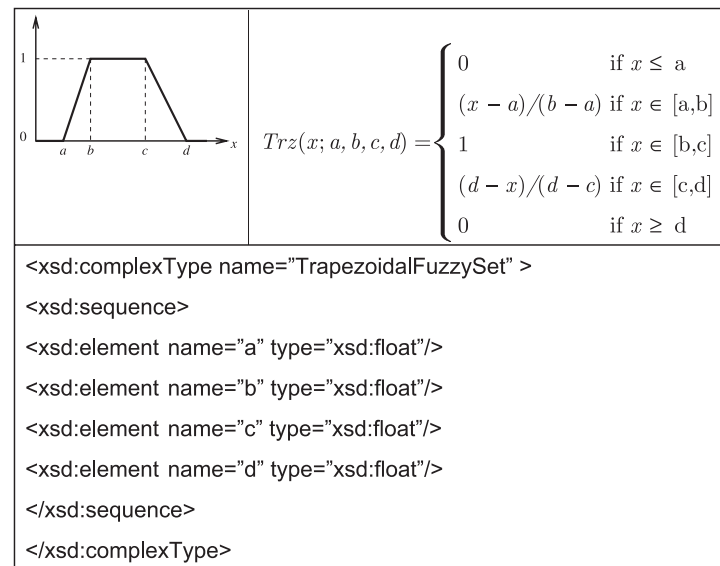 1
0
a b c d x
Trz(x; a, b, c, d) =
0 if x ≤ a
(x − a)/(b − a) if x ∈ [a,b]
1 if x ∈ [b,c]
(d − x)/(d − c) if x ∈ [c,d]
0 if x ≥ d
<xsd:complexType name=”TrapezoidalFuzzySet” >
<xsd:sequence>
<xsd:element name=”a” type=”xsd:float”/>
<xsd:element name=”b” type=”xsd:float”/>
<xsd:element name=”c” type=”xsd:float”/>
<xsd:element name=”d” type=”xsd:float”/>
</xsd:sequence>
</xsd:complexType>